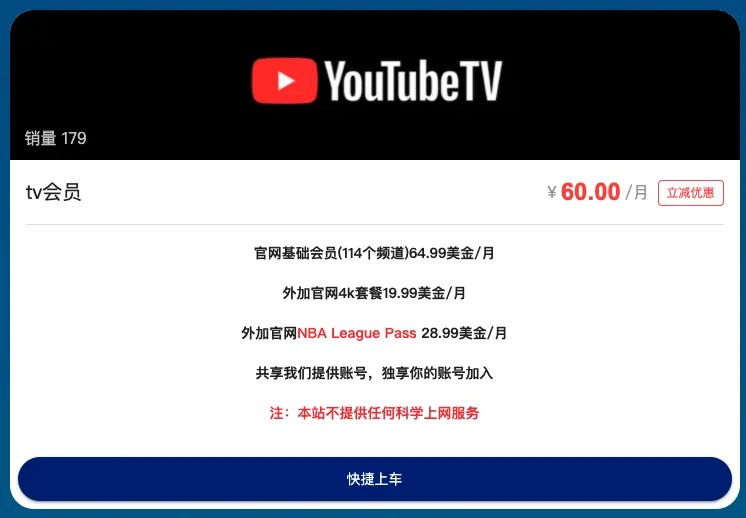 YouTubeTV
销量 179
tv会员
¥ 60.00 /月 立减优惠
官网基础会员(114个频道)64.99美金/月
外加官网4k套餐19.99美金/月
外加官网NBA League Pass 28.99美金/月
共享我们提供账号，独享你的账号加入
注：本站不提供任何科学上网服务
快捷上车